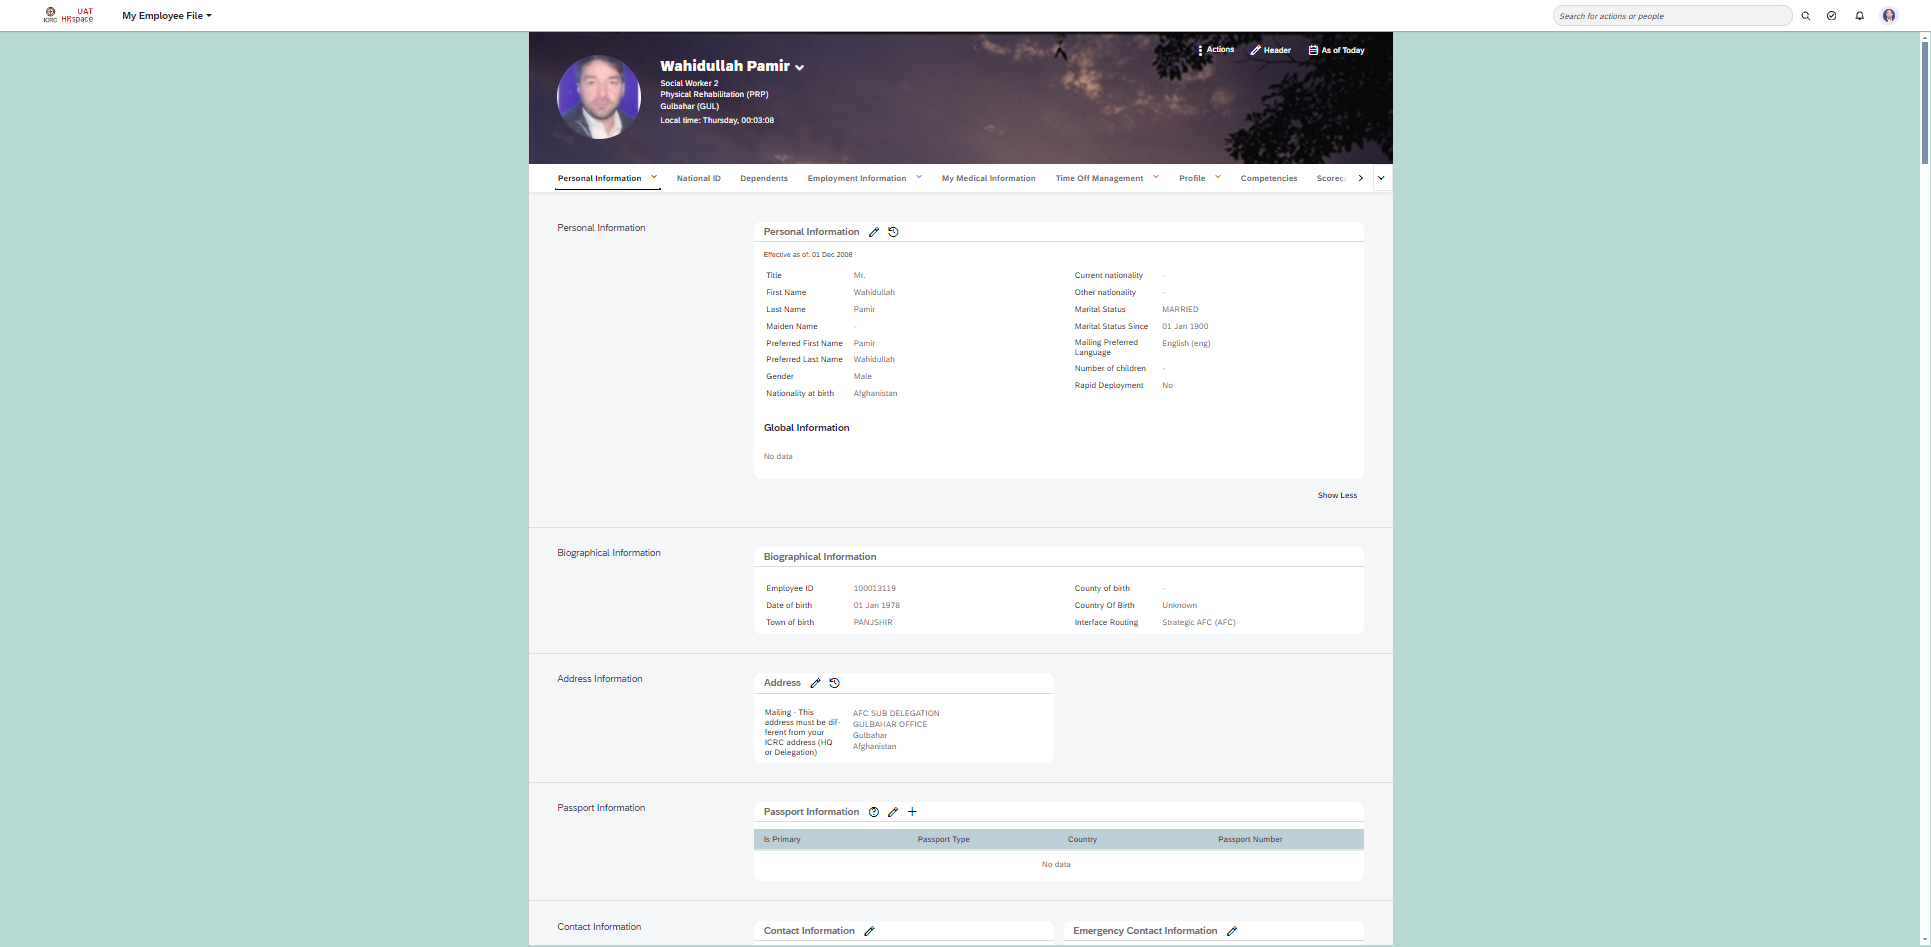 ICRC UAT HRspace
My Employee File
Search for actions or people
Actions
Header
As of Today
Wahidullah Pamir
Social Worker 2
Physical Rehabilitation (PRP)
Gulbahar (GUL)
Local time: Thursday, 00:03:08
Personal Information
National ID
Dependents
Employment Information
My Medical Information
Time Off Management
Profile
Competencies
Scorec
Personal Information
Personal Information
Effective as of: 01 Dec 2008
Title Mr.
First Name Wahidullah
Last Name Pamir
Maiden Name -
Preferred First Name Pamir
Preferred Last Name Wahidullah
Gender Male
Nationality at birth Afghanistan
Current nationality -
Other nationality -
Marital Status MARRIED
Marital Status Since 01 Jan 1900
Mailing Preferred English (eng)
Language
Number of children -
Rapid Deployment No
Global Information
No data
Show Less
Biographical Information
Biographical Information
Employee ID 100013119
Date of birth 01 Jan 1978
Town of birth PANJSHIR
County of birth -
Country Of Birth Unknown
Interface Routing Strategic AFC (AFC)
Address Information
Address
Mailing - This
address must be dif-
ferent from your
ICRC address (HQ
or Delegation)
AFC SUB DELEGATION
GULBAHAR OFFICE
Gulbahar
Afghanistan
Passport Information
Passport Information
Is Primary Passport Type Country Passport Number
No data
Contact Information
Contact Information
Emergency Contact Information